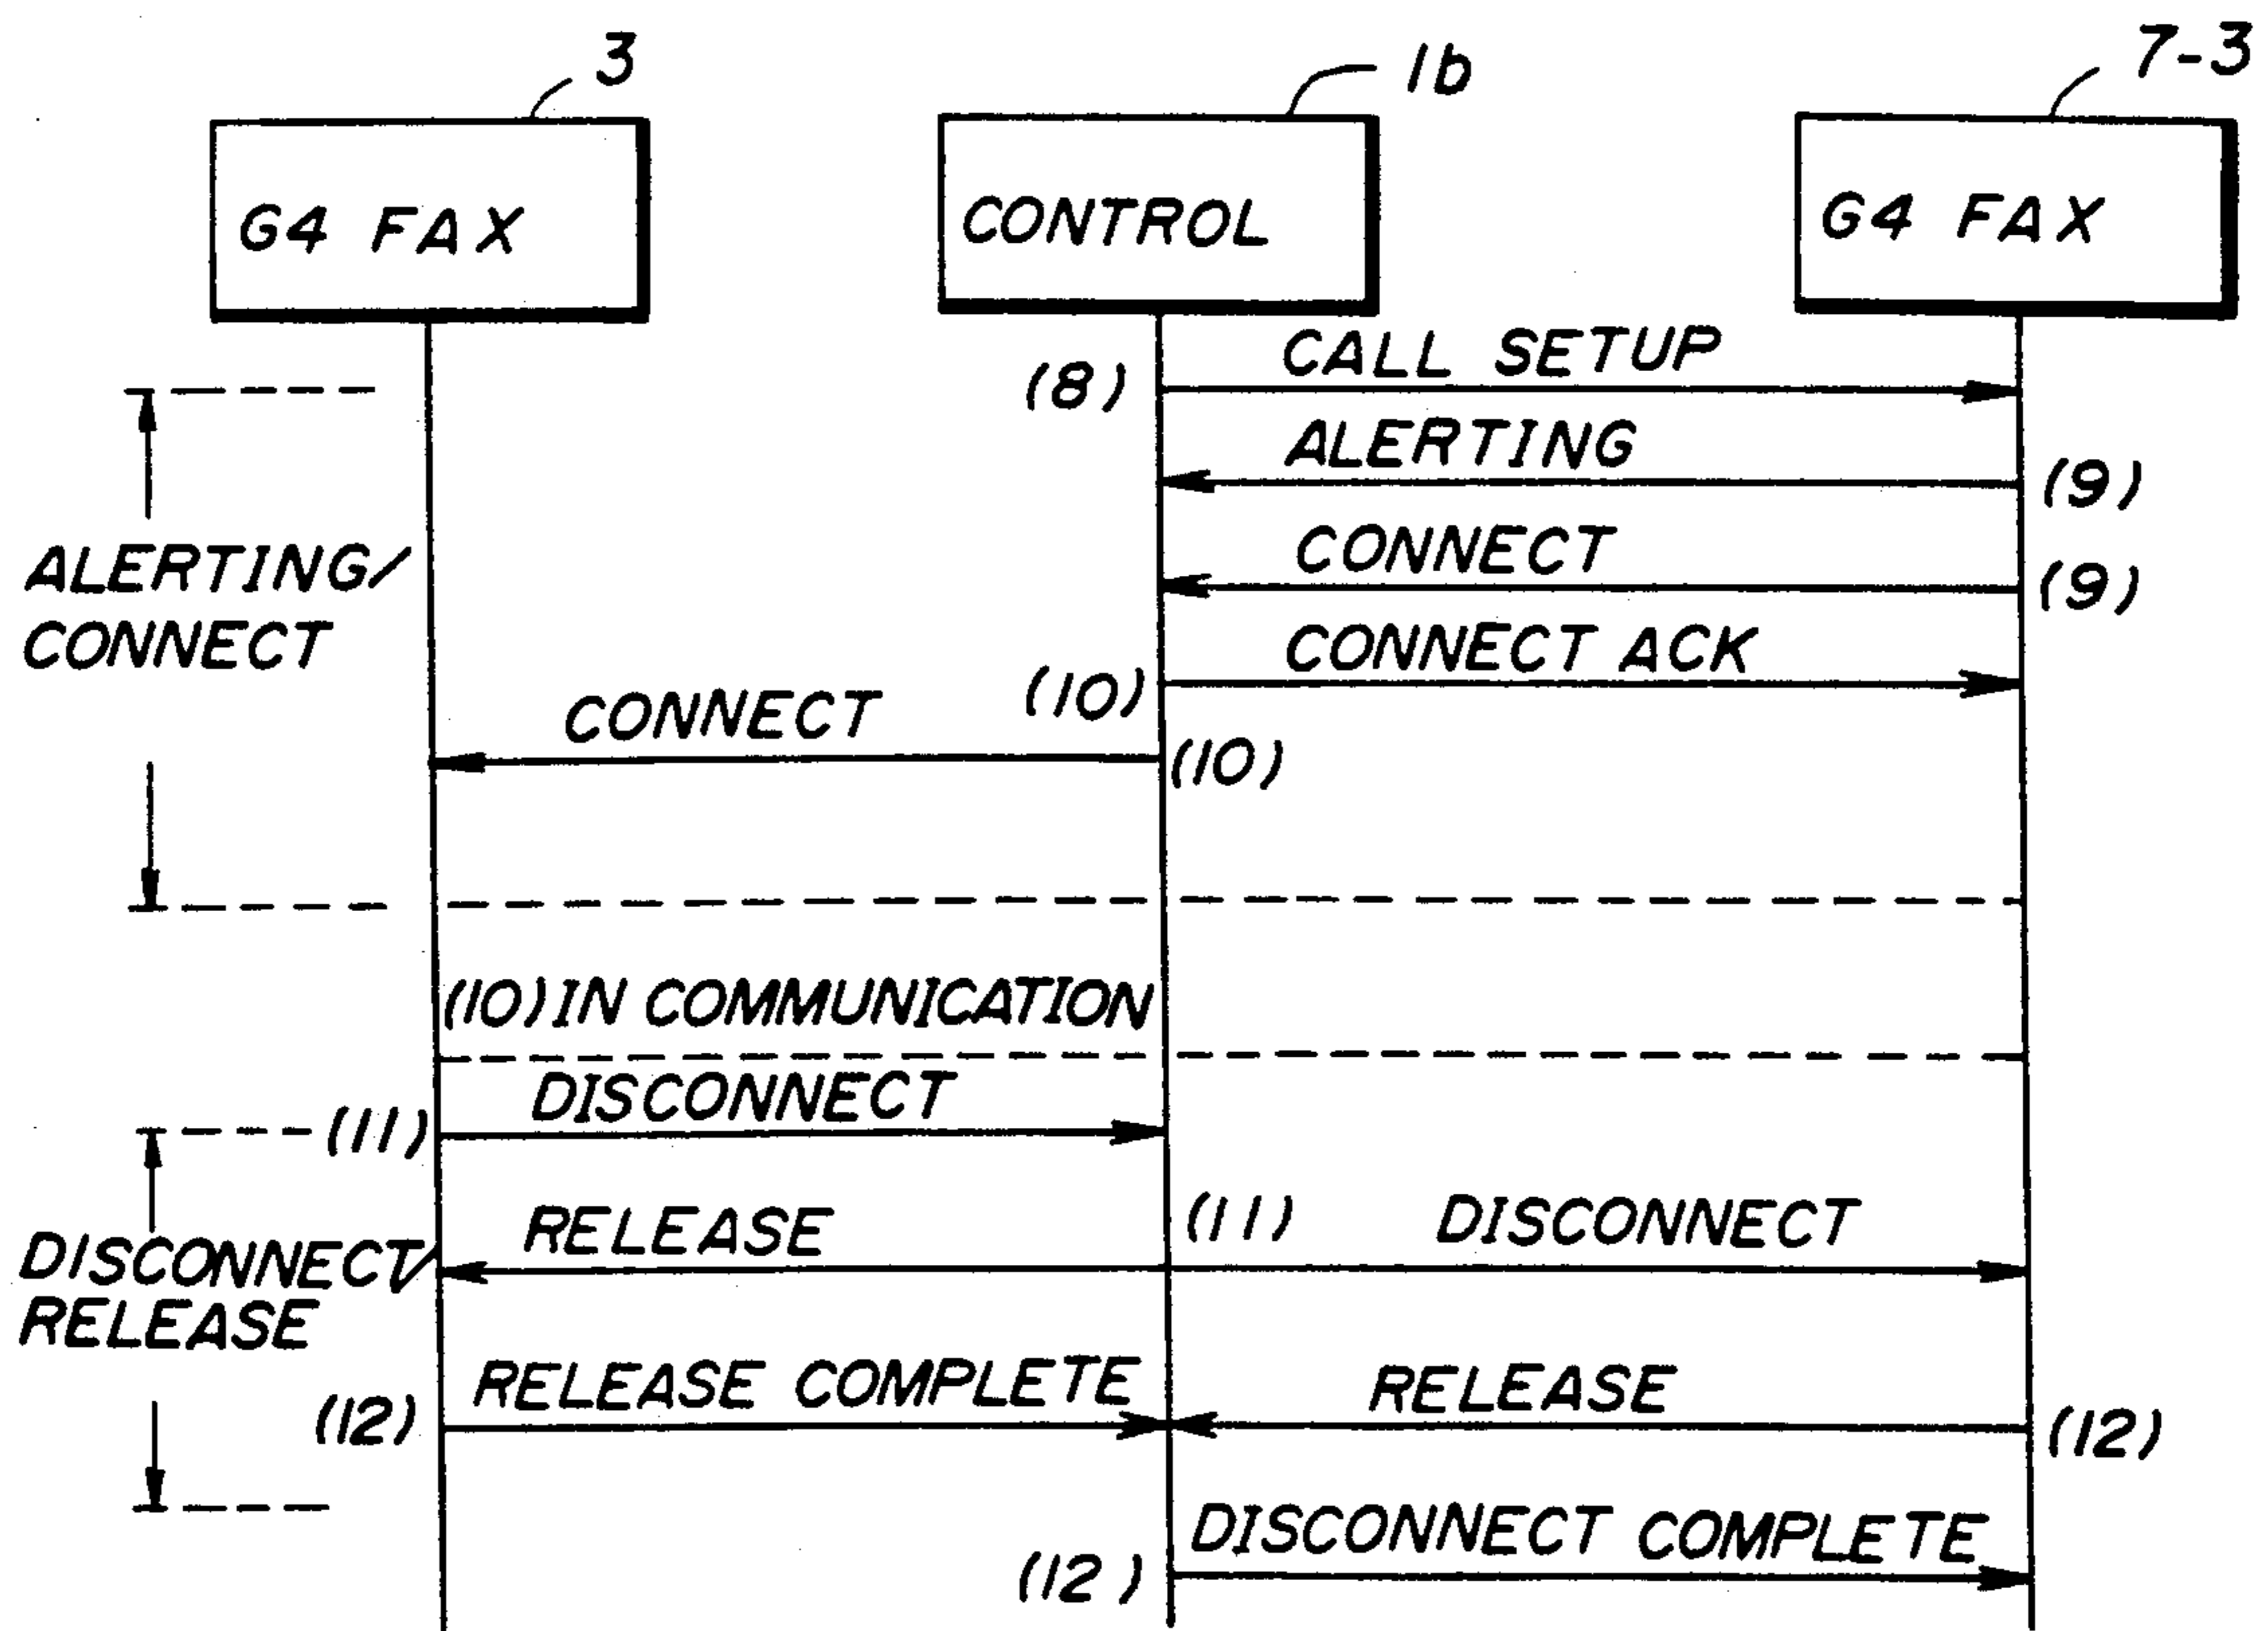 3
1b
7-3
G4 FAX
CONTROL
G4 FAX
CALL SETUP
(8)
ALERTING
(9)
CONNECT
(9)
ALERTING/
CONNECT
CONNECT ACK
(10)
CONNECT
(10)
(10) IN COMMUNICATION
DISCONNECT
(11)
RELEASE
(11)
DISCONNECT
DISCONNECT/
RELEASE
RELEASE COMPLETE
RELEASE
(12)
(12)
DISCONNECT COMPLETE
(12)